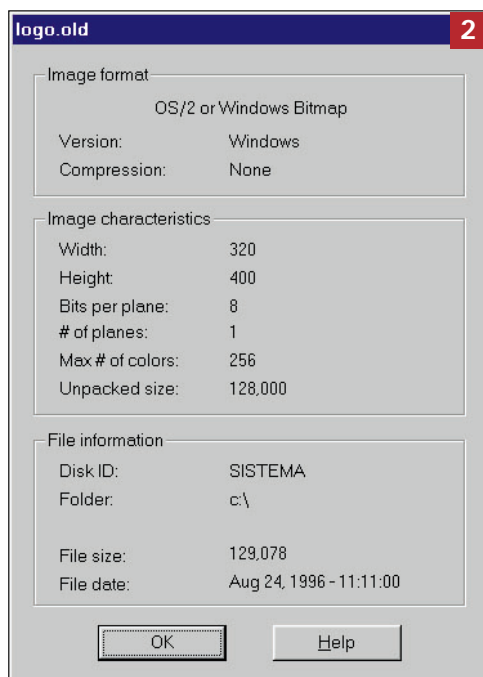 logo.old 2
Image format
OS/2 or Windows Bitmap
Version: Windows
Compression: None
Image characteristics
Width: 320
Height: 400
Bits per plane: 8
# of planes: 1
Max # of colors: 256
Unpacked size: 128,000
File information
Disk ID: SISTEMA
Folder: c:\
File size: 129,078
File date: Aug 24, 1996 - 11:11:00
OK Help